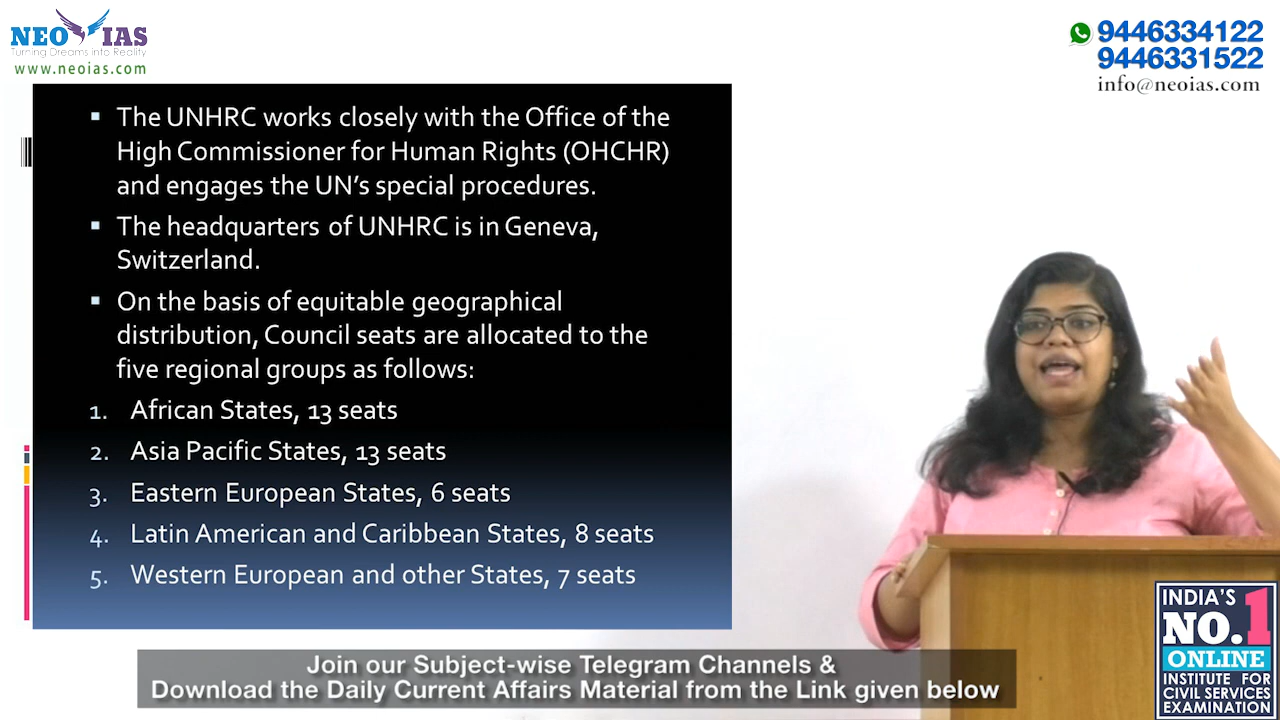 NEO IAS
Turning Dreams into Reality
www.neoias.com
9446334122
9446331522
info@neoias.com
▪ The UNHRC works closely with the Office of the
High Commissioner for Human Rights (OHCHR)
and engages the UN’s special procedures.
▪ The headquarters of UNHRC is in Geneva,
Switzerland.
▪ On the basis of equitable geographical
distribution, Council seats are allocated to the
five regional groups as follows:
1. African States, 13 seats
2. Asia Pacific States, 13 seats
3. Eastern European States, 6 seats
4. Latin American and Caribbean States, 8 seats
5. Western European and other States, 7 seats
INDIA'S
NO.1
ONLINE
INSTITUTE FOR
CIVIL SERVICES
EXAMINATION
Join our Subject-wise Telegram Channels &
Download the Daily Current Affairs Material from the Link given below